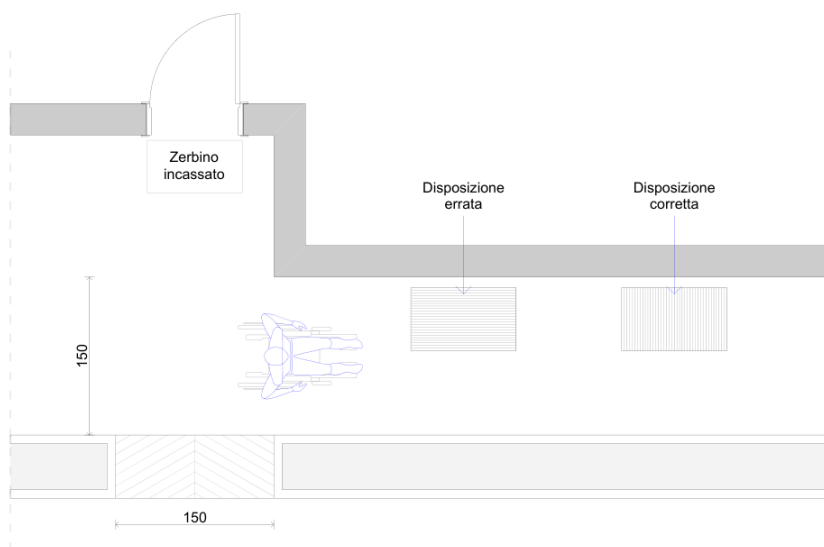 Zerbino
incassato
Disposizione
errata
Disposizione
corretta
150
150